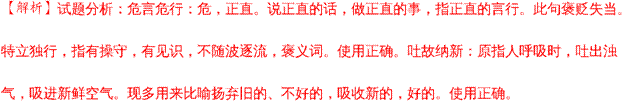 【解析】试题分析：危言危行：危，正直。说正直的话，做正直的事，指正直的言行。此句褒贬失当。
特立独行，指有操守，有见识，不随波逐流，褒义词。使用正确。吐故纳新：原指人呼吸时，吐出浊
气，吸进新鲜空气。现多用来比喻扬弃旧的、不好的，吸收新的，好的。使用正确。